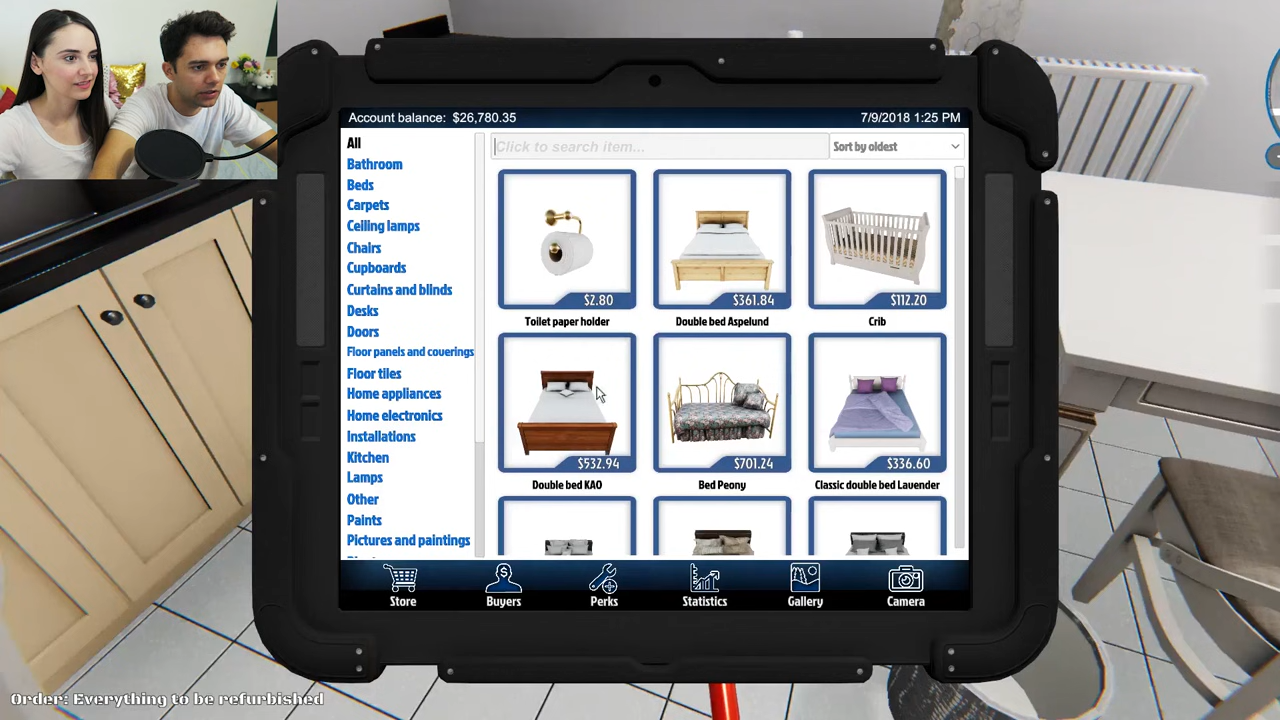 Account balance: $26,780.35
7/9/2018 1:25 PM
All
Bathroom
Beds
Carpets
Ceiling lamps
Chairs
Cupboards
Curtains and blinds
Desks
Doors
Floor panels and coverings
Floor tiles
Home appliances
Home electronics
Installations
Kitchen
Lamps
Other
Paints
Pictures and paintings
Click to search item...
Sort by oldest
$2.80
$361.84
$112.20
Toilet paper holder
Double bed Aspelund
Crib
$532.94
$701.24
$336.60
Double bed KAO
Bed Peony
Classic double bed Lavender
Store
Buyers
Perks
Statistics
Gallery
Camera
Order: Everything to be refurbished